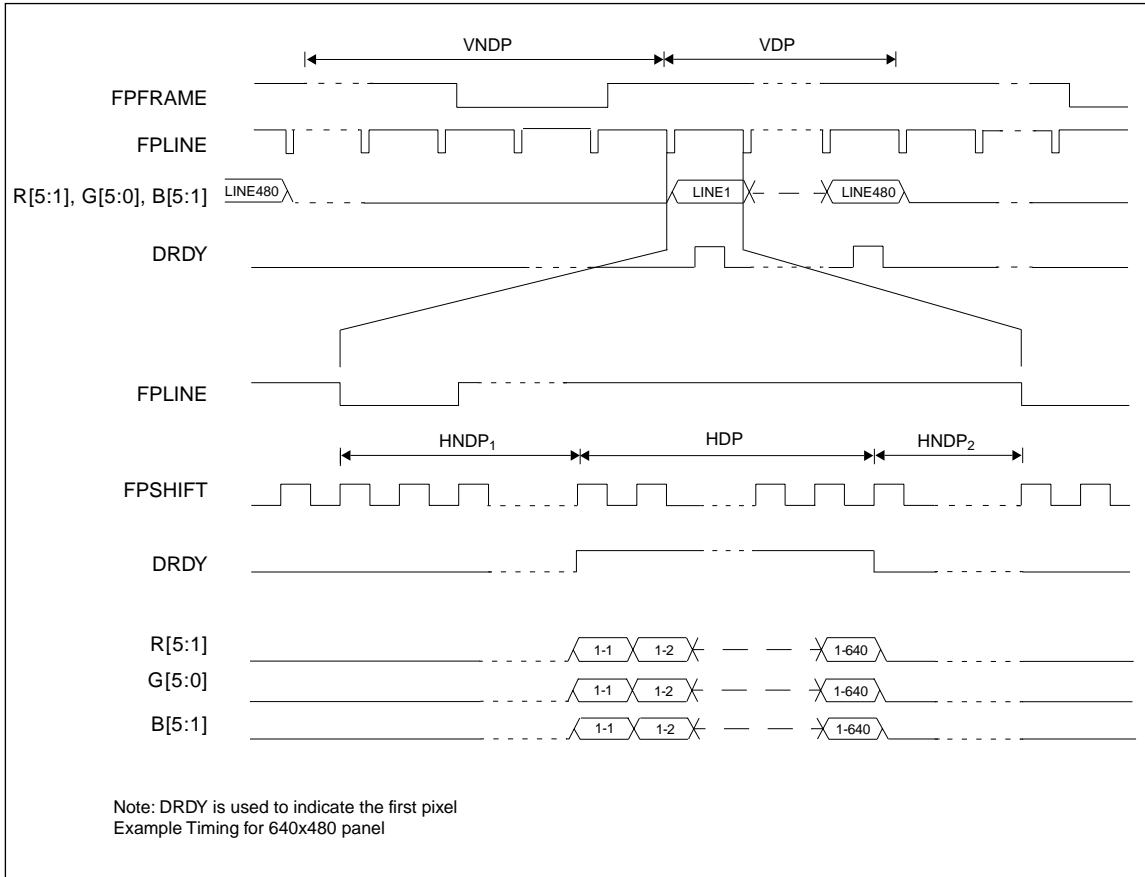 VNDP VDP
FPFRAME
FPLINE
R[5:1], G[5:0], B[5:1] LINE480 LINE1 LINE480
DRDY
FPLINE
HNDP1 HDP HNDP2
FPSHIFT
DRDY
R[5:1] 1-1 1-2 1-640
G[5:0] 1-1 1-2 1-640
B[5:1] 1-1 1-2 1-640
Note: DRDY is used to indicate the first pixel
Example Timing for 640x480 panel